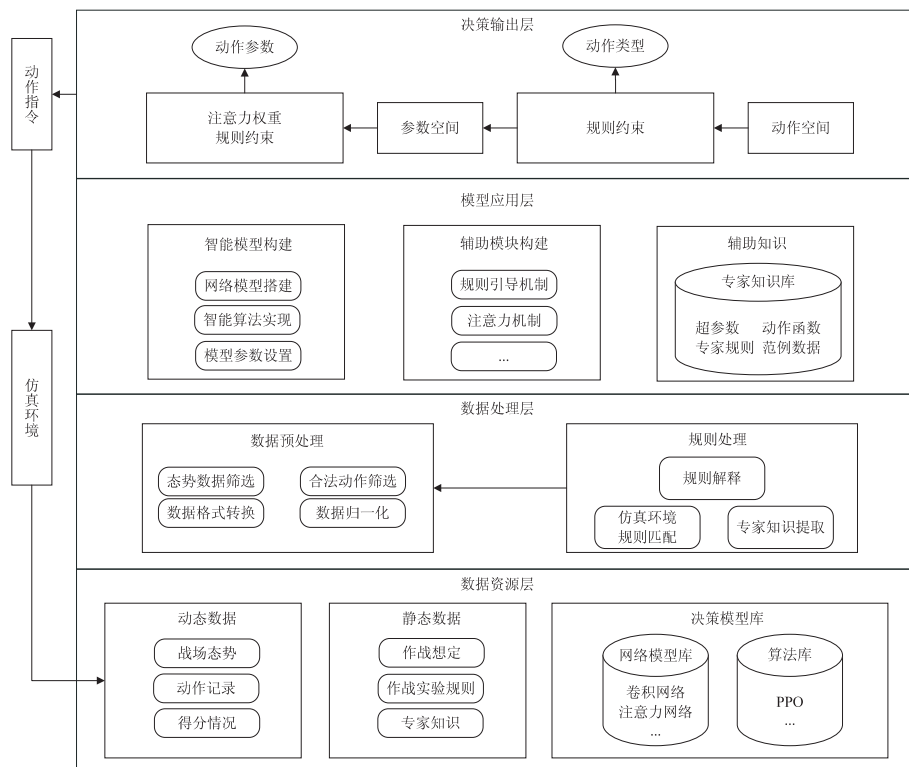 决策输出层
动作参数
动作类型
动作指令
注意力权重
规则约束
参数空间
规则约束
动作空间
模型应用层
智能模型构建
网络模型搭建
智能算法实现
模型参数设置
辅助模块构建
规则引导机制
注意力机制
...
辅助知识
专家知识库
超参数 动作函数
专家规则 范例数据
仿真环境
数据处理层
数据预处理
态势数据筛选
合法动作筛选
数据格式转换
数据归一化
规则处理
规则解释
仿真环境
规则匹配
专家知识提取
数据资源层
动态数据
战场态势
动作记录
得分情况
静态数据
作战想定
作战实验规则
专家知识
决策模型库
网络模型库
卷积网络
注意力网络
...
算法库
PPO
...